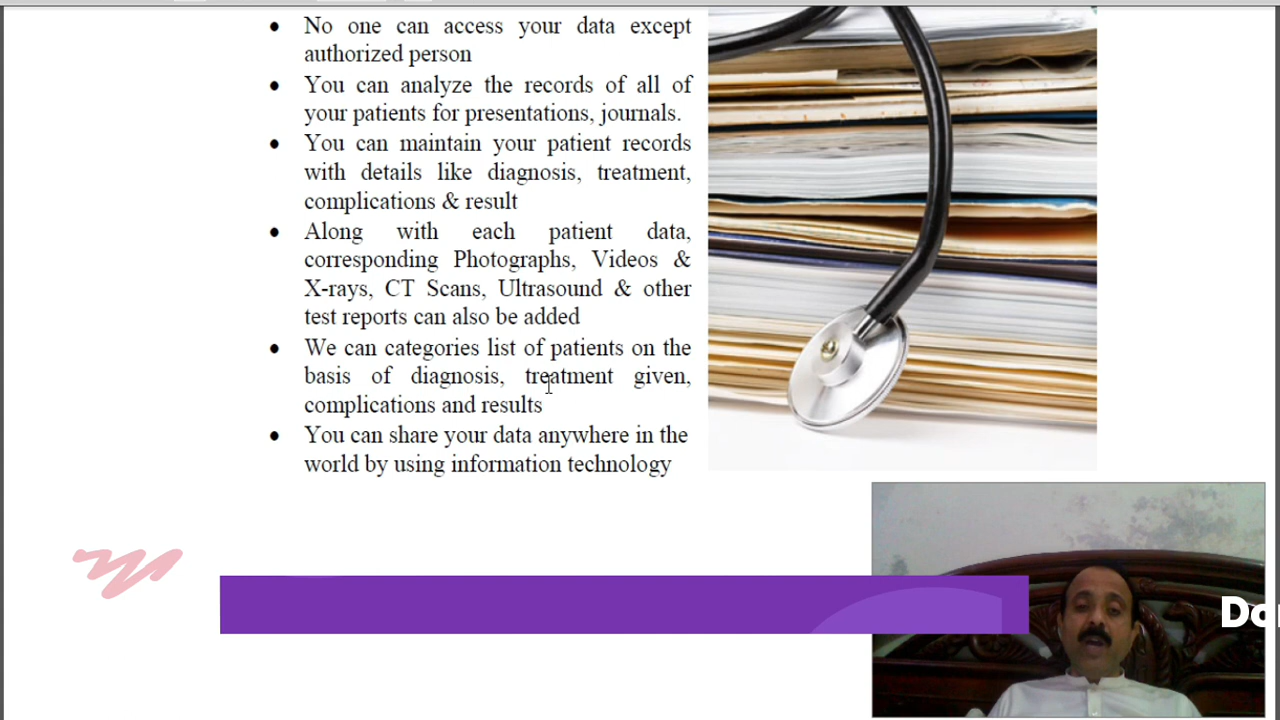 No one can access your data except
authorized person
You can analyze the records of all of
your patients for presentations, journals.
You can maintain your patient records
with details like diagnosis, treatment,
complications & result
Along with each patient data,
corresponding Photographs, Videos &
X-rays, CT Scans, Ultrasound & other
test reports can also be added
We can categories list of patients on the
basis of diagnosis, treatment given,
complications and results
You can share your data anywhere in the
world by using information technology